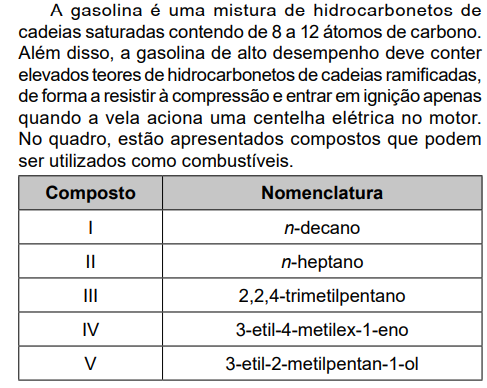 A gasolina é uma mistura de hidrocarbonetos de
cadeias saturadas contendo de 8 a 12 átomos de carbono.
Além disso, a gasolina de alto desempenho deve conter
elevados teores de hidrocarbonetos de cadeias ramificadas,
de forma a resistir à compressão e entrar em ignição apenas
quando a vela aciona uma centelha elétrica no motor.
No quadro, estão apresentados compostos que podem
ser utilizados como combustíveis.
Composto Nomenclatura
I n-decano
II n-heptano
III 2,2,4-trimetilpentano
IV 3-etil-4-metilex-1-eno
V 3-etil-2-metilpentan-1-ol